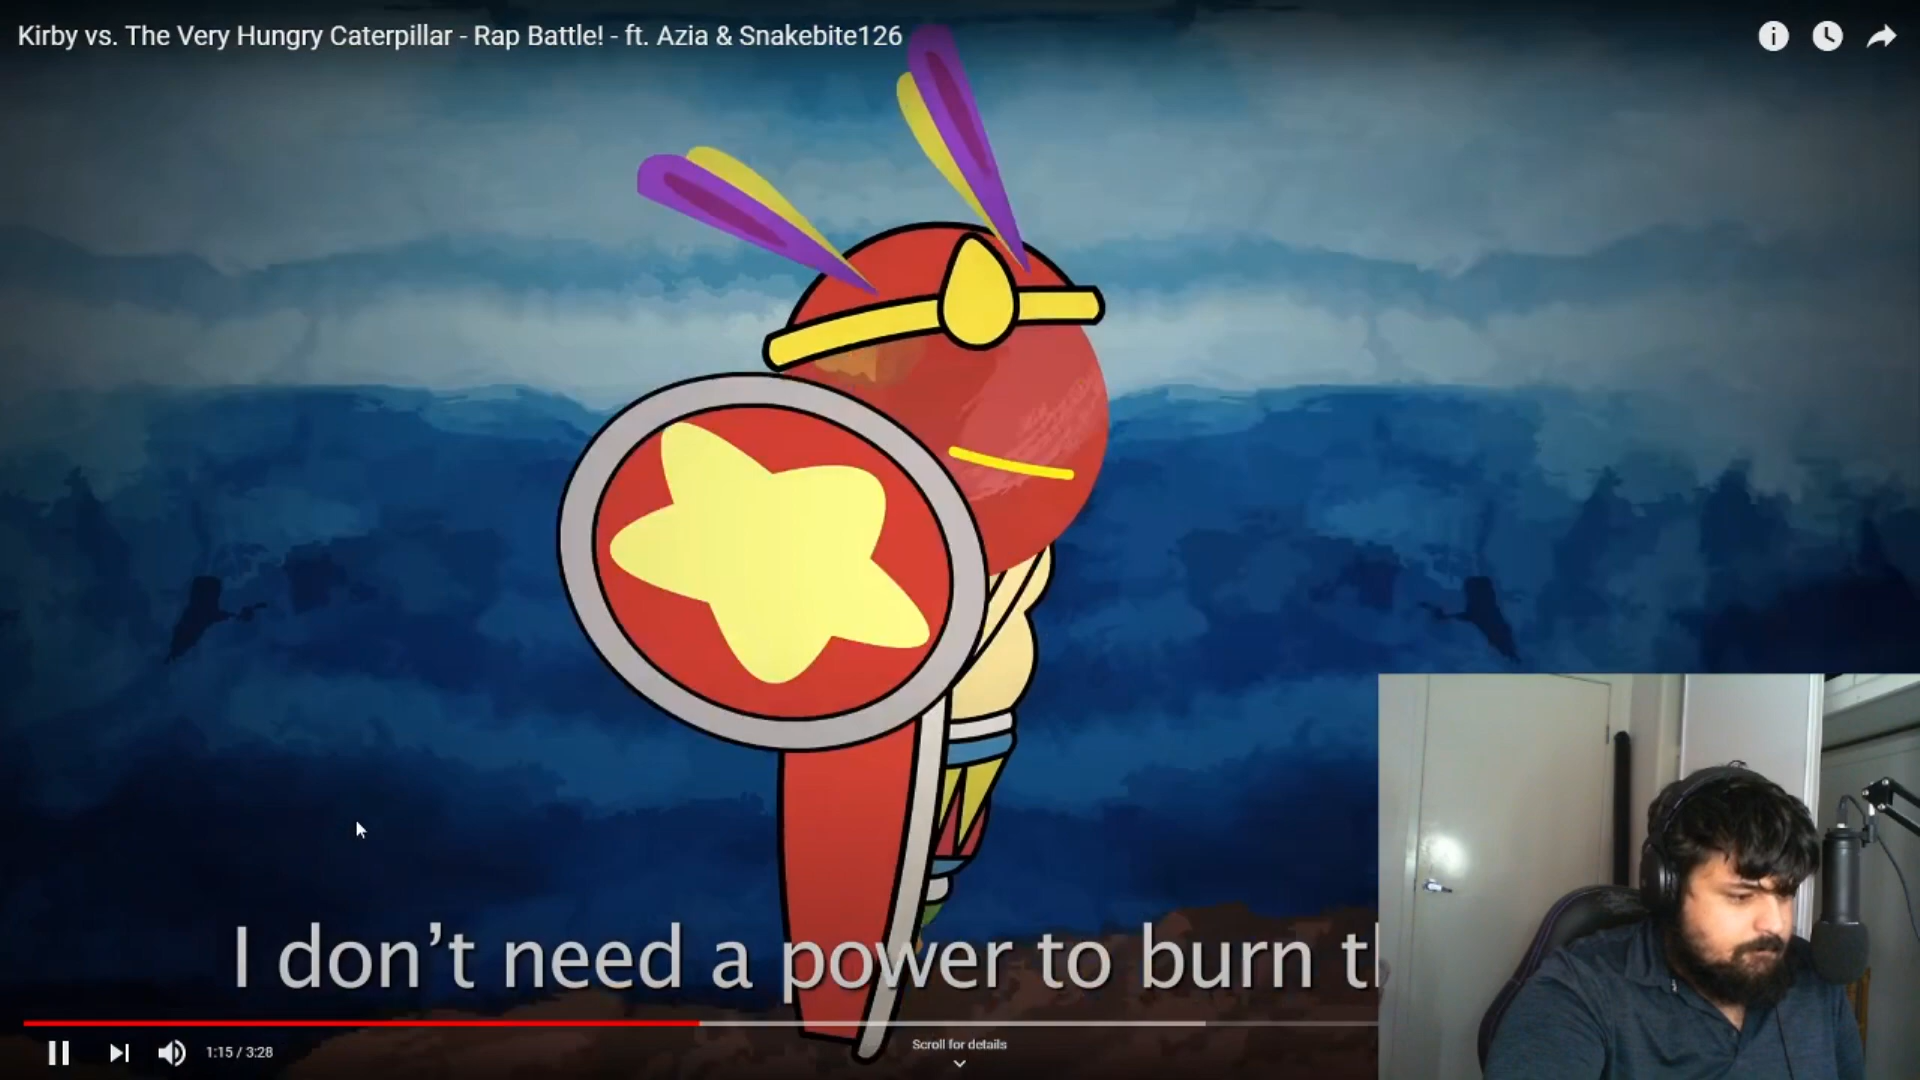 Kirby vs. The Very Hungry Caterpillar - Rap Battle! - ft. Azia & Snakebite126
I don't need a power to burn
Scroll for details
1:15 / 3:28